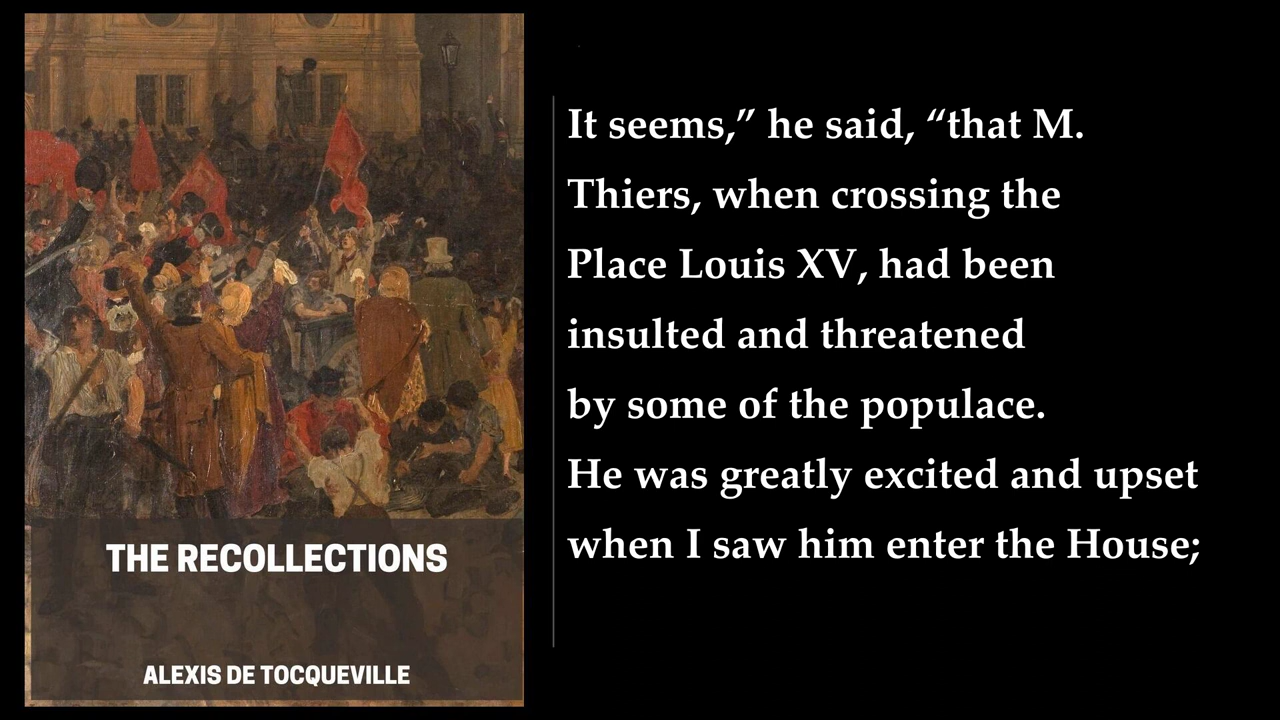 THE RECOLLECTIONS
ALEXIS DE TOCQUEVILLE
It seems,” he said, “that M.
Thiers, when crossing the
Place Louis XV, had been
insulted and threatened
by some of the populace.
He was greatly excited and upset
when I saw him enter the House;